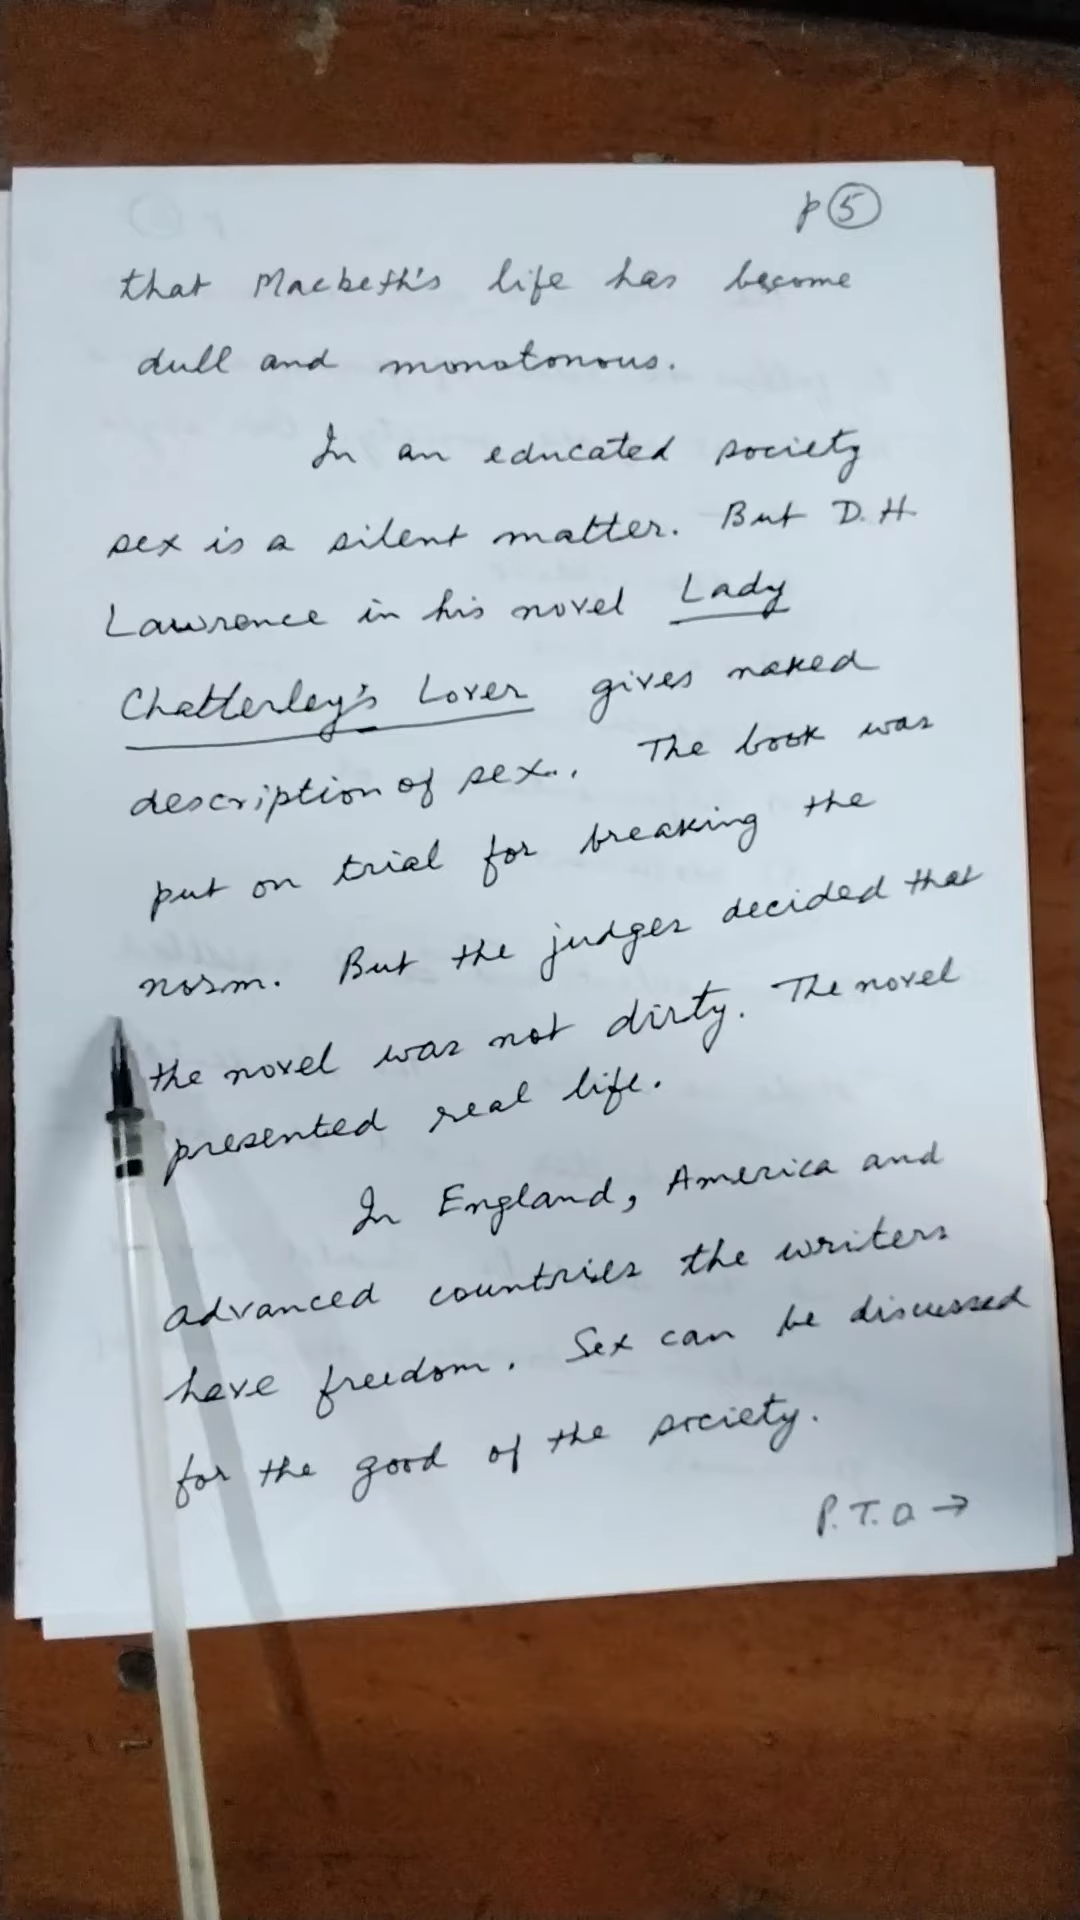 p 5
that Macbeth's life has become
dull and monotonous.
In an educated society
sex is a silent matter. But D. H.
Lawrence in his novel Lady
Chatterley's Lover gives naked
description of sex. The book was
put on trial for breaking the
norm. But the judges decided that
the novel was not dirty. The novel
presented real life.
In England, America and
advanced countries the writers
have freedom. Sex can be discussed
for the good of the society.
P.T.O →